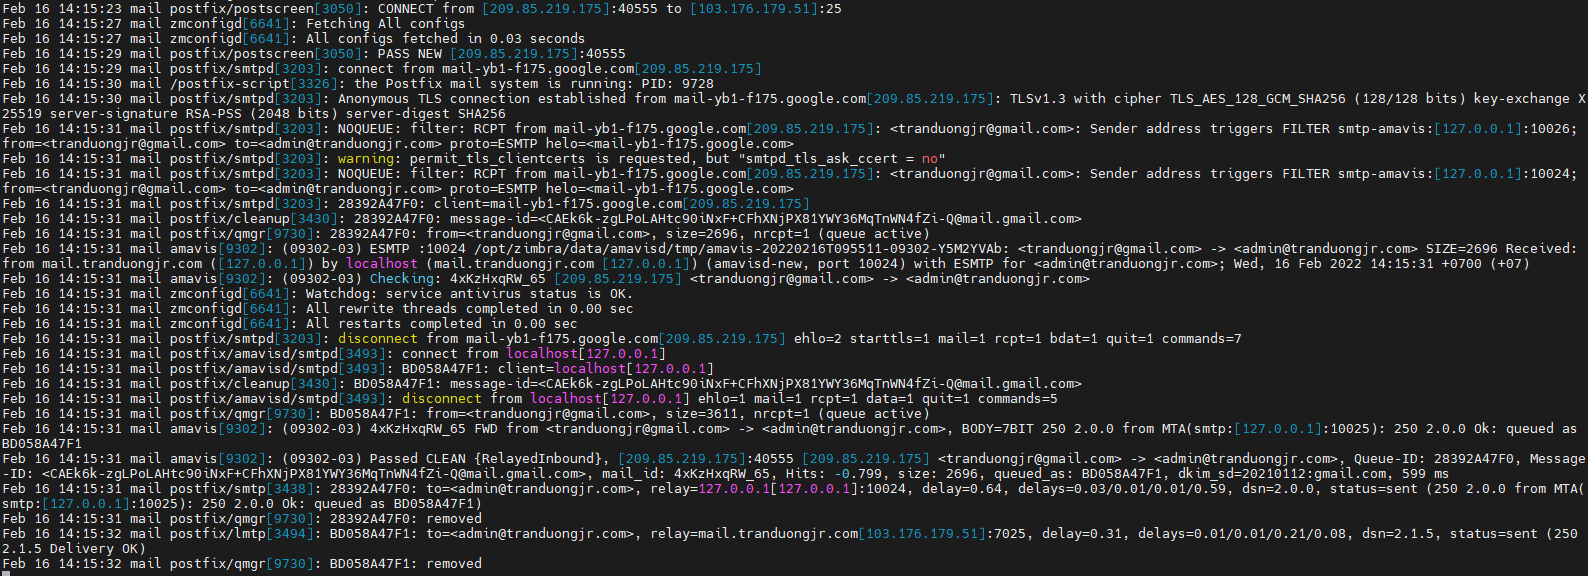 Feb 16 14:15:23 mail postfix/postscreen[3050]: CONNECT from [209.85.219.175]:40555 to [103.176.179.51]:25
Feb 16 14:15:27 mail zmconfigd[6641]: Fetching All configs
Feb 16 14:15:27 mail zmconfigd[6641]: All configs fetched in 0.03 seconds
Feb 16 14:15:29 mail postfix/postscreen[3050]: PASS NEW [209.85.219.175]:40555
Feb 16 14:15:29 mail postfix/smtpd[3203]: connect from mail-yb1-f175.google.com[209.85.219.175]
Feb 16 14:15:30 mail /postfix-script[3326]: the Postfix mail system is running: PID: 9728
Feb 16 14:15:30 mail postfix/smtpd[3203]: Anonymous TLS connection established from mail-yb1-f175.google.com[209.85.219.175]: TLSv1.3 with cipher TLS_AES_128_GCM_SHA256 (128/128 bits) key-exchange X
25519 server-signature RSA-PSS (2048 bits) server-digest SHA256
Feb 16 14:15:31 mail postfix/smtpd[3203]: NOQUEUE: filter: RCPT from mail-yb1-f175.google.com[209.85.219.175]: <tranduongjr@gmail.com>: Sender address triggers FILTER smtp-amavis:[127.0.0.1]:10026;
from=<tranduongjr@gmail.com> to=<admin@tranduongjr.com> proto=ESMTP helo=<mail-yb1-f175.google.com>
Feb 16 14:15:31 mail postfix/smtpd[3203]: warning: permit_tls_clientcerts is requested, but "smtpd_tls_ask_ccert = no"
Feb 16 14:15:31 mail postfix/smtpd[3203]: NOQUEUE: filter: RCPT from mail-yb1-f175.google.com[209.85.219.175]: <tranduongjr@gmail.com>: Sender address triggers FILTER smtp-amavis:[127.0.0.1]:10024;
from=<tranduongjr@gmail.com> to=<admin@tranduongjr.com> proto=ESMTP helo=<mail-yb1-f175.google.com>
Feb 16 14:15:31 mail postfix/smtpd[3203]: 28392A47F0: client=mail-yb1-f175.google.com[209.85.219.175]
Feb 16 14:15:31 mail postfix/cleanup[3430]: 28392A47F0: message-id=<CAEk6k-zgLPoLAHtc90iNxF+CFhXNjPX81YWY36MqTnWN4fZi-Q@mail.gmail.com>
Feb 16 14:15:31 mail postfix/qmgr[9730]: 28392A47F0: from=<tranduongjr@gmail.com>, size=2696, nrcpt=1 (queue active)
Feb 16 14:15:31 mail amavis[9302]: (09302-03) ESMTP :10024 /opt/zimbra/data/amavisd/tmp/amavis-20220216T095511-09302-Y5M2YVAb: <tranduongjr@gmail.com> -> <admin@tranduongjr.com> SIZE=2696 Received:
from mail.tranduongjr.com ([127.0.0.1]) by localhost (mail.tranduongjr.com [127.0.0.1]) (amavisd-new, port 10024) with ESMTP for <admin@tranduongjr.com>; Wed, 16 Feb 2022 14:15:31 +0700 (+07)
Feb 16 14:15:31 mail amavis[9302]: (09302-03) Checking: 4xKzHxqRW_65 [209.85.219.175] <tranduongjr@gmail.com> -> <admin@tranduongjr.com>
Feb 16 14:15:31 mail zmconfigd[6641]: Watchdog: service antivirus status is OK.
Feb 16 14:15:31 mail zmconfigd[6641]: All rewrite threads completed in 0.00 sec
Feb 16 14:15:31 mail zmconfigd[6641]: All restarts completed in 0.00 sec
Feb 16 14:15:31 mail postfix/smtpd[3203]: disconnect from mail-yb1-f175.google.com[209.85.219.175] ehlo=2 starttls=1 mail=1 rcpt=1 bdat=1 quit=1 commands=7
Feb 16 14:15:31 mail postfix/amavisd/smtpd[3493]: connect from localhost[127.0.0.1]
Feb 16 14:15:31 mail postfix/amavisd/smtpd[3493]: BD058A47F1: client=localhost[127.0.0.1]
Feb 16 14:15:31 mail postfix/cleanup[3430]: BD058A47F1: message-id=<CAEk6k-zgLPoLAHtc90iNxF+CFhXNjPX81YWY36MqTnWN4fZi-Q@mail.gmail.com>
Feb 16 14:15:31 mail postfix/amavisd/smtpd[3493]: disconnect from localhost[127.0.0.1] ehlo=1 mail=1 rcpt=1 data=1 quit=1 commands=5
Feb 16 14:15:31 mail postfix/qmgr[9730]: BD058A47F1: from=<tranduongjr@gmail.com>, size=3611, nrcpt=1 (queue active)
Feb 16 14:15:31 mail amavis[9302]: (09302-03) 4xKzHxqRW_65 FWD from <tranduongjr@gmail.com> -> <admin@tranduongjr.com>, BODY=7BIT 250 2.0.0 from MTA(smtp:[127.0.0.1]:10025): 250 2.0.0 Ok: queued as
BD058A47F1
Feb 16 14:15:31 mail amavis[9302]: (09302-03) Passed CLEAN {RelayedInbound}, [209.85.219.175]:40555 [209.85.219.175] <tranduongjr@gmail.com> -> <admin@tranduongjr.com>, Queue-ID: 28392A47F0, Message
-ID: <CAEk6k-zgLPoLAHtc90iNxF+CFhXNjPX81YWY36MqTnWN4fZi-Q@mail.gmail.com>, mail_id: 4xKzHxqRW_65, Hits: -0.799, size: 2696, queued_as: BD058A47F1, dkim_sd=20210112:gmail.com, 599 ms
Feb 16 14:15:31 mail postfix/smtp[3438]: 28392A47F0: to=<admin@tranduongjr.com>, relay=127.0.0.1[127.0.0.1]:10024, delay=0.64, delays=0.03/0.01/0.01/0.59, dsn=2.0.0, status=sent (250 2.0.0 from MTA(
smtp:[127.0.0.1]:10025): 250 2.0.0 Ok: queued as BD058A47F1)
Feb 16 14:15:31 mail postfix/qmgr[9730]: 28392A47F0: removed
Feb 16 14:15:32 mail postfix/lmtp[3494]: BD058A47F1: to=<admin@tranduongjr.com>, relay=mail.tranduongjr.com[103.176.179.51]:7025, delay=0.31, delays=0.01/0.01/0.21/0.08, dsn=2.1.5, status=sent (250
2.1.5 Delivery OK)
Feb 16 14:15:32 mail postfix/qmgr[9730]: BD058A47F1: removed